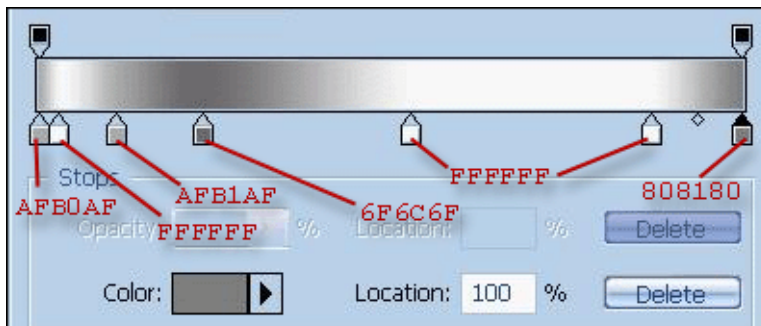 FFFFFF
Stops
AFB1AF
808180
AFB0AF
6F6C6F
Opacity: % Location: % Delete
FFFFFF
Color: Location: 100 % Delete